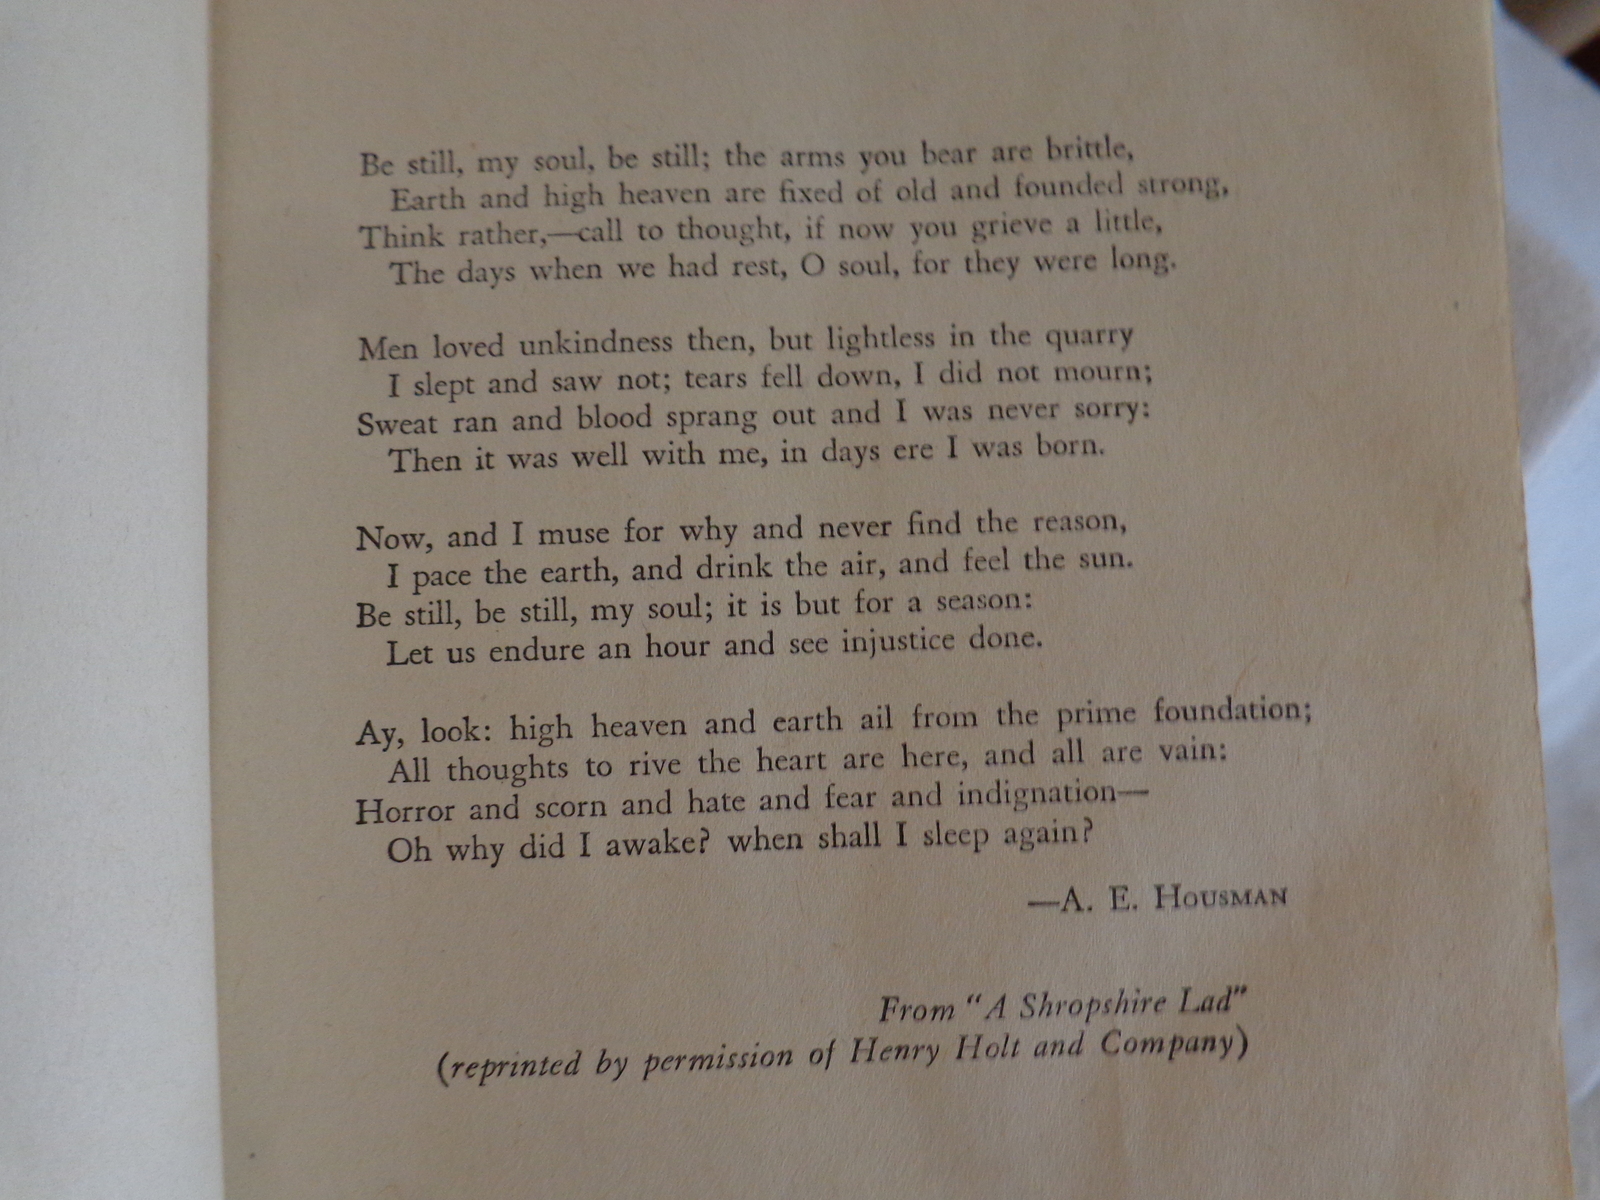 Be still, my soul, be still; the arms you bear are brittle,
Earth and high heaven are fixed of old and founded strong,
Think rather,—call to thought, if now you grieve a little,
The days when we had rest, O soul, for they were long.
Men loved unkindness then, but lightless in the quarry
I slept and saw not; tears fell down, I did not mourn;
Sweat ran and blood sprang out and I was never sorry:
Then it was well with me, in days ere I was born.
Now, and I muse for why and never find the reason,
I pace the earth, and drink the air, and feel the sun.
Be still, be still, my soul; it is but for a season:
Let us endure an hour and see injustice done.
Ay, look: high heaven and earth ail from the prime foundation;
All thoughts to rive the heart are here, and all are vain:
Horror and scorn and hate and fear and indignation—
Oh why did I awake? when shall I sleep again?
—A. E. HOUSMAN
From "A Shropshire Lad"
(reprinted by permission of Henry Holt and Company)